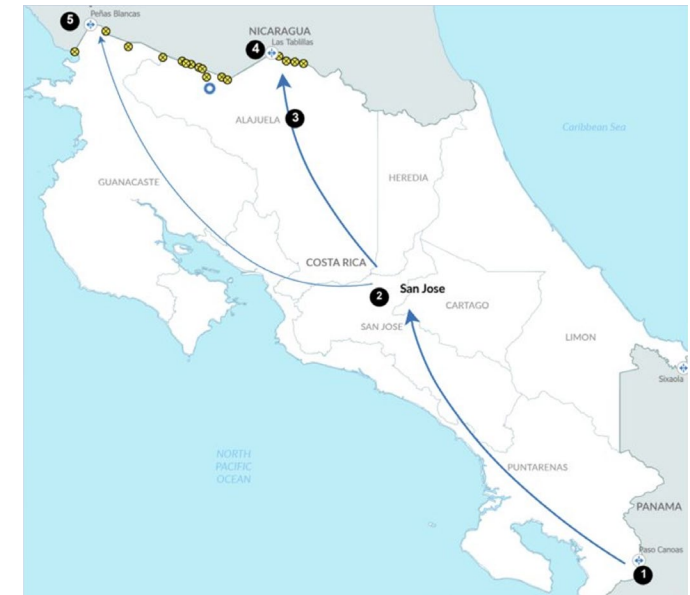 5
Peñas Blancas
NICARAGUA
4
Las Tablillas
3
ALAJUELA
Caribbean Sea
GUANACASTE
HEREDIA
COSTA RICA
2
San Jose
CARTAGO
SAN JOSE
LIMON
Sixaola
NORTH
PACIFIC
OCEAN
PUNTARENAS
PANAMA
Paso Canoas
1